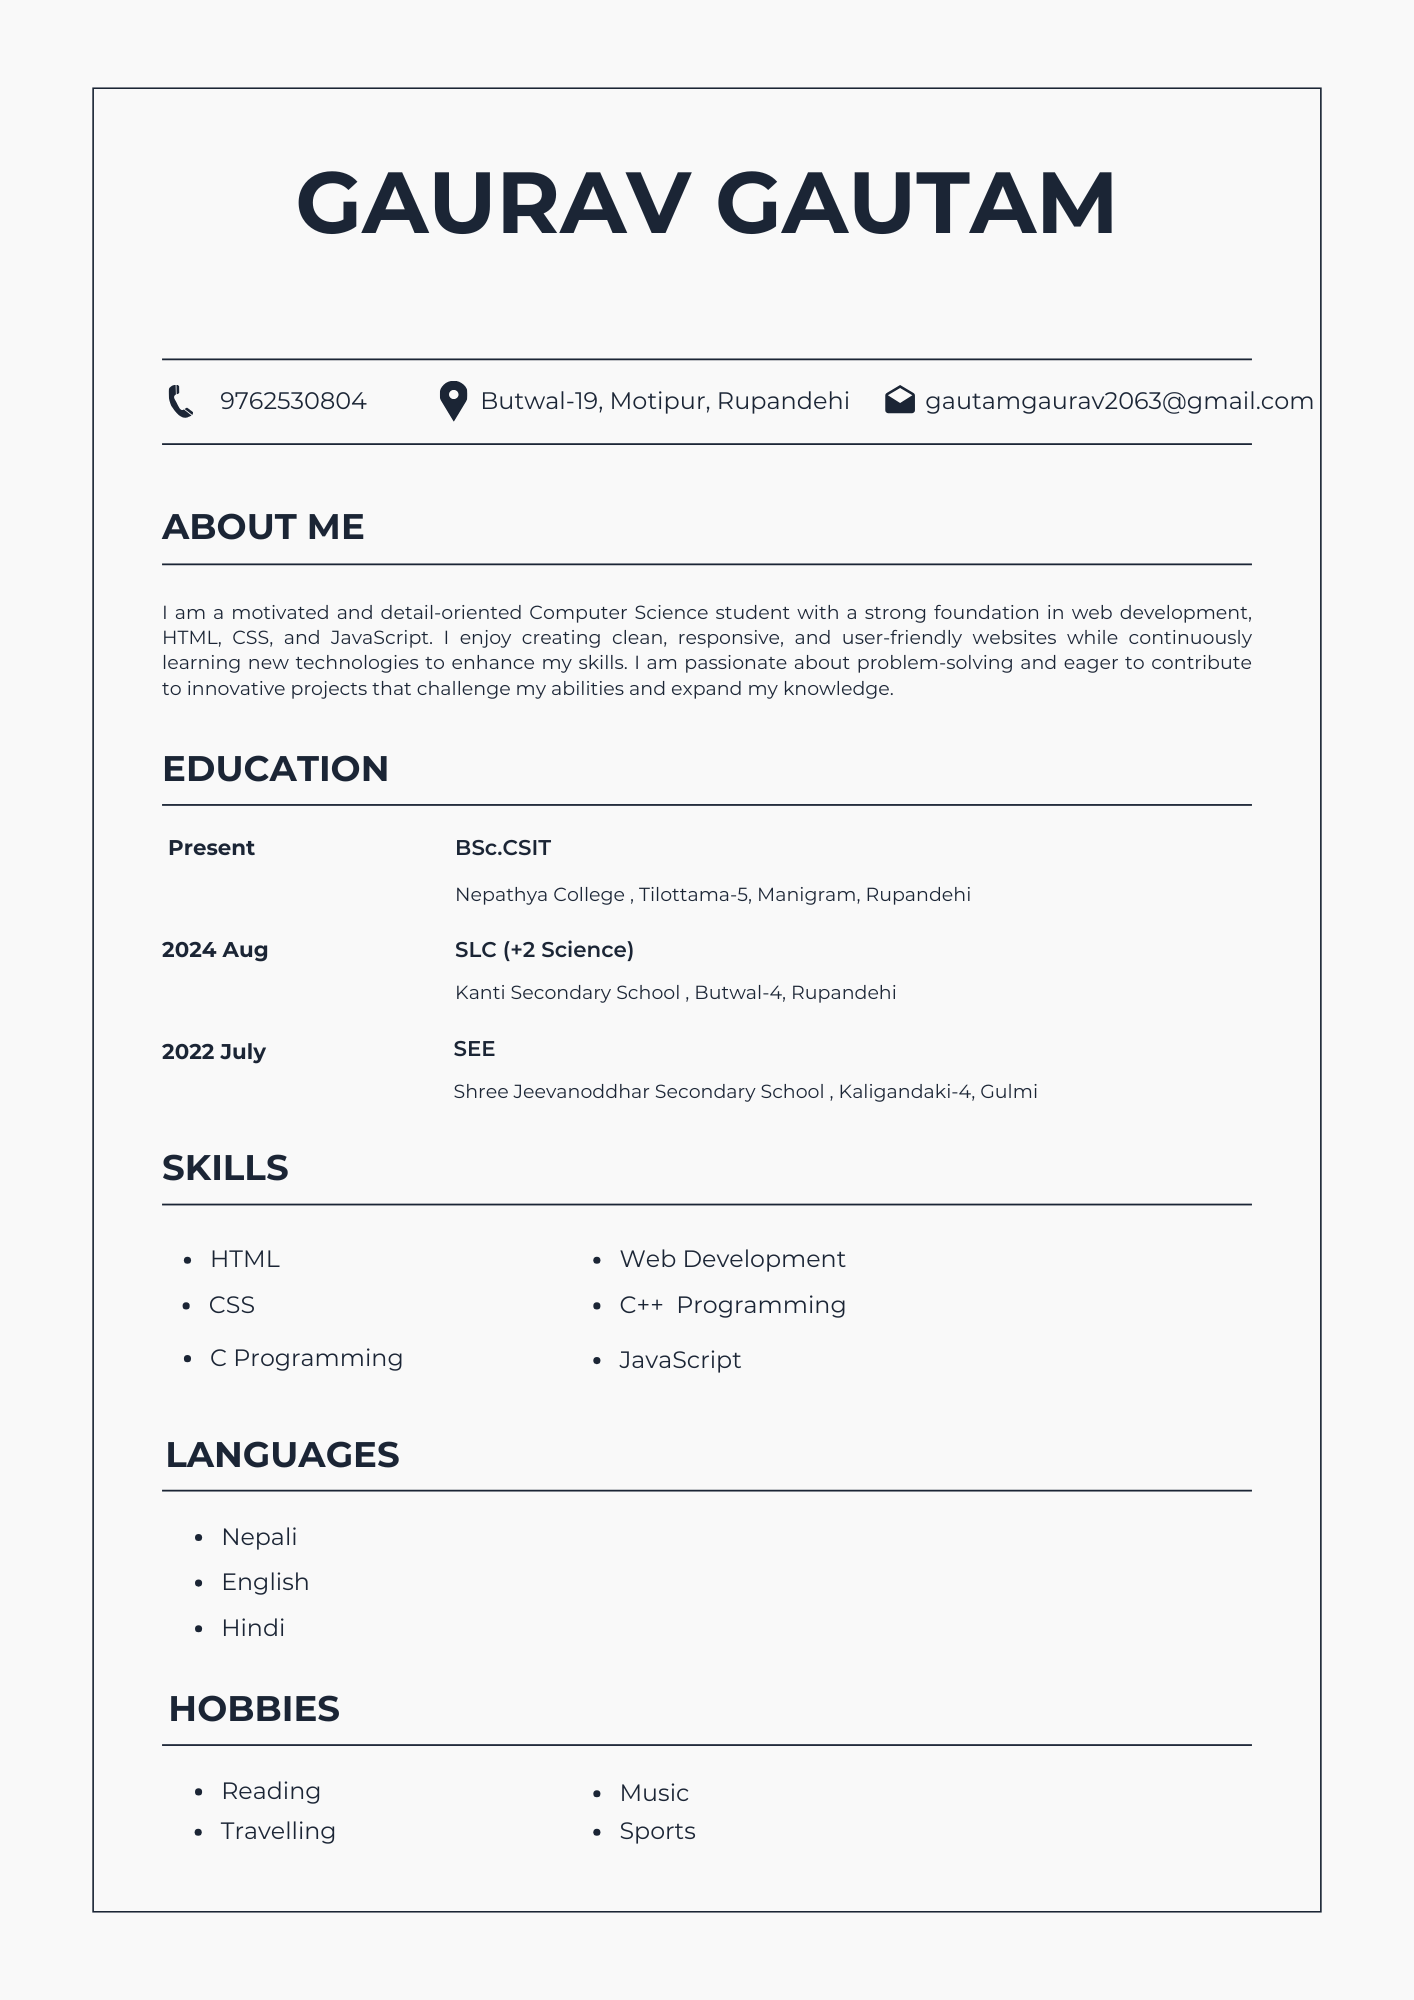 GAURAV GAUTAM
9762530804 Butwal-19, Motipur, Rupandehi gautamgaurav2063@gmail.com
ABOUT ME
I am a motivated and detail-oriented Computer Science student with a strong foundation in web development,
HTML, CSS, and JavaScript. I enjoy creating clean, responsive, and user-friendly websites while continuously
learning new technologies to enhance my skills. I am passionate about problem-solving and eager to contribute
to innovative projects that challenge my abilities and expand my knowledge.
EDUCATION
Present BSc.CSIT
Nepathya College , Tilottama-5, Manigram, Rupandehi
2024 Aug SLC (+2 Science)
Kanti Secondary School , Butwal-4, Rupandehi
2022 July SEE
Shree Jeevanoddhar Secondary School , Kaligandaki-4, Gulmi
SKILLS
• HTML • Web Development
• CSS • C++  Programming
• C Programming • JavaScript
LANGUAGES
• Nepali
• English
• Hindi
HOBBIES
• Reading • Music
• Travelling • Sports